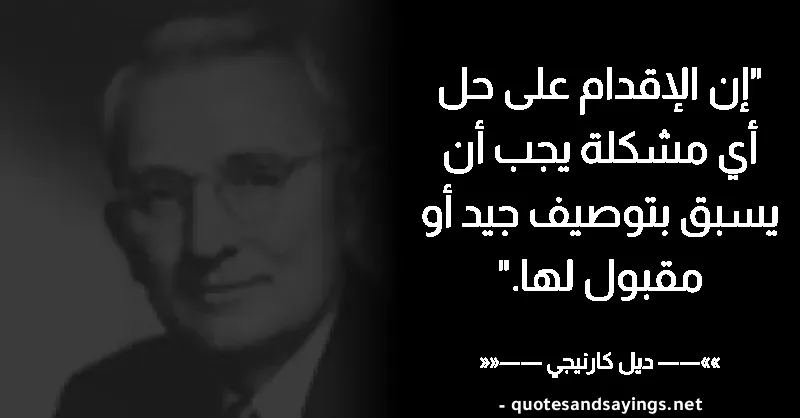 "إن الإقدام على حل
أي مشكلة يجب أن
يسبق بتوصيف جيد أو
مقبول لها."
»»—— ديل كارنيجي ——««
- quotesandsayings.net